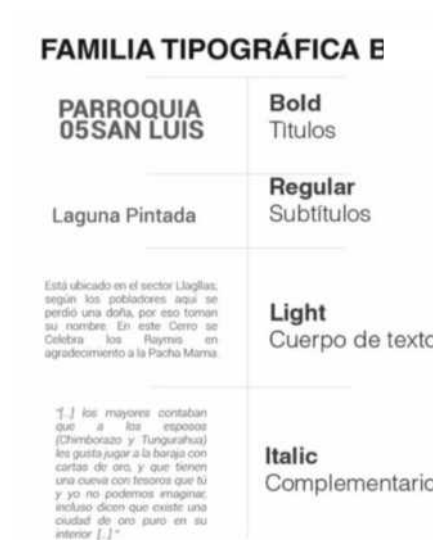 FAMILIA TIPOGRÁFICA B
PARROQUIA
05 SAN LUIS
Bold
Titulos
Laguna Pintada
Regular
Subtítulos
Está ubicado en el sector Llagllas,
según los pobladores aquí se
perdió una doña, por eso toman
su nombre. En este Cerro se
Celebra los Raymis en
agradecimiento a la Pacha Mama.
Light
Cuerpo de texto
"[...] los mayores contaban
que a los esposos
(Chimborazo y Tungurahua)
les gusta jugar a la baraja con
cartas de oro, y que tienen
una cueva con tesoros que tú
y yo no podemos imaginar,
incluso dicen que existe una
ciudad de oro puro en su
interior [...]"
Italic
Complementario